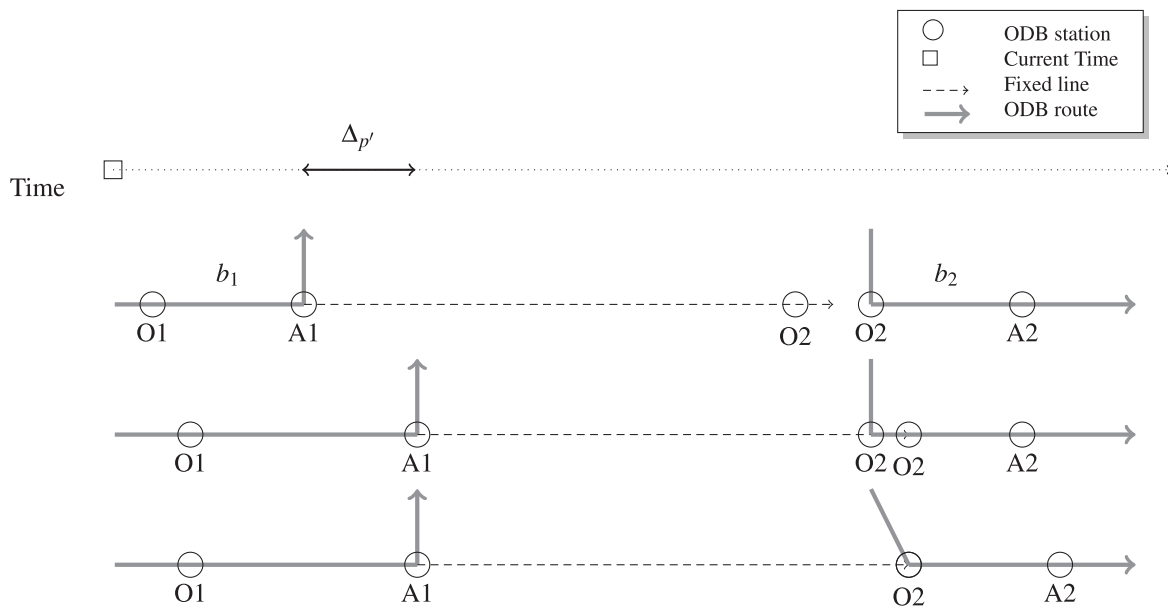 ODB station
Current Time
Fixed line
ODB route
Δp′
Time
b1 b2
O1 A1 O2 O2 A2
O1 A1 O2 O2 A2
O1 A1 O2 A2